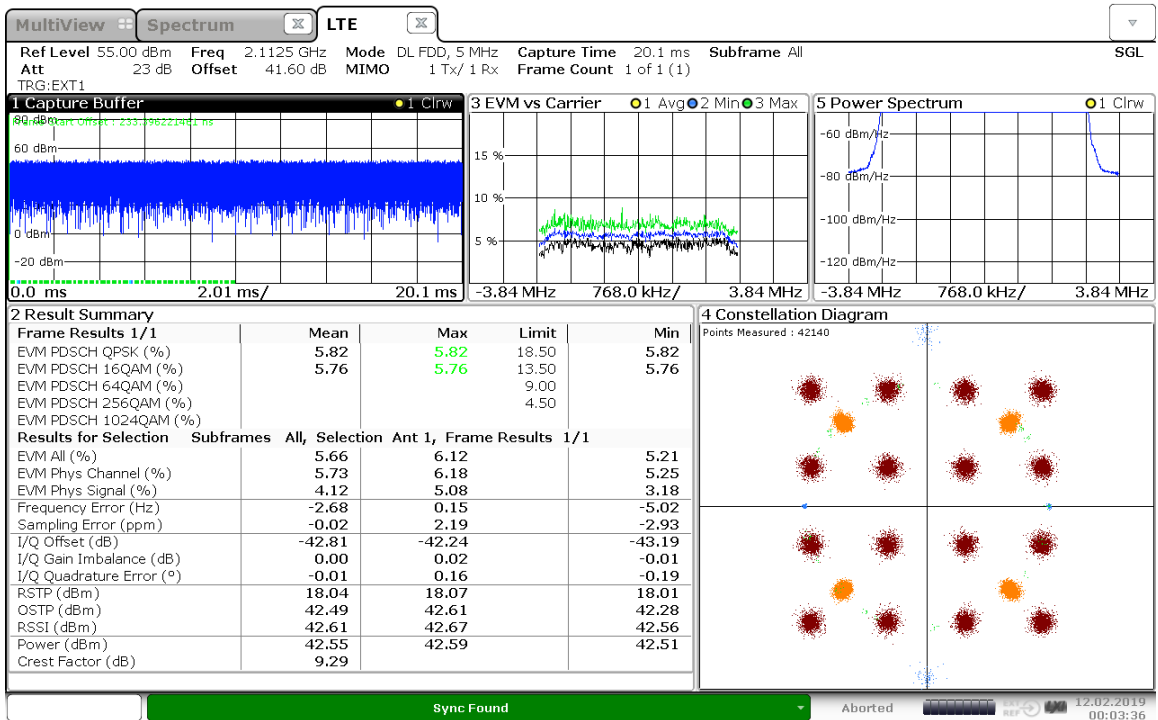 MultiView Spectrum LTE
Ref Level 55.00 dBm Freq 2.1125 GHz Mode DL FDD, 5 MHz Capture Time 20.1 ms Subframe All SGL
Att 23 dB Offset 41.60 dB MIMO 1 Tx/ 1 Rx Frame Count 1 of 1 (1)
TRG:EXT1
1 Capture Buffer 1 Clrw
80 dBm
60 dBm
0 dBm
-20 dBm
0.0 ms 2.01 ms/ 20.1 ms
3 EVM vs Carrier 1 Avg 2 Min 3 Max
15 %
10 %
5 %
-3.84 MHz 768.0 kHz/ 3.84 MHz
5 Power Spectrum 1 Clrw
-60 dBm/Hz
-80 dBm/Hz
-100 dBm/Hz
-120 dBm/Hz
-3.84 MHz 768.0 kHz/ 3.84 MHz
2 Result Summary
Frame Results 1/1 Mean Max Limit Min
EVM PDSCH QPSK (%) 5.82 5.82 18.50 5.82
EVM PDSCH 16QAM (%) 5.76 5.76 13.50 5.76
EVM PDSCH 64QAM (%) 9.00
EVM PDSCH 256QAM (%) 4.50
EVM PDSCH 1024QAM (%)
Results for Selection Subframes All, Selection Ant 1, Frame Results 1/1
EVM All (%) 5.66 6.12 5.21
EVM Phys Channel (%) 5.73 6.18 5.25
EVM Phys Signal (%) 4.12 5.08 3.18
Frequency Error (Hz) -2.68 0.15 -5.02
Sampling Error (ppm) -0.02 2.19 -2.93
I/Q Offset (dB) -42.81 -42.24 -43.19
I/Q Gain Imbalance (dB) 0.00 0.02 -0.01
I/Q Quadrature Error (°) -0.01 0.16 -0.19
RSTP (dBm) 18.04 18.07 18.01
OSTP (dBm) 42.49 42.61 42.28
RSSI (dBm) 42.61 42.67 42.56
Power (dBm) 42.55 42.59 42.51
Crest Factor (dB) 9.29
4 Constellation Diagram
Points Measured : 42140
Sync Found Aborted 12.02.2019
00:03:36